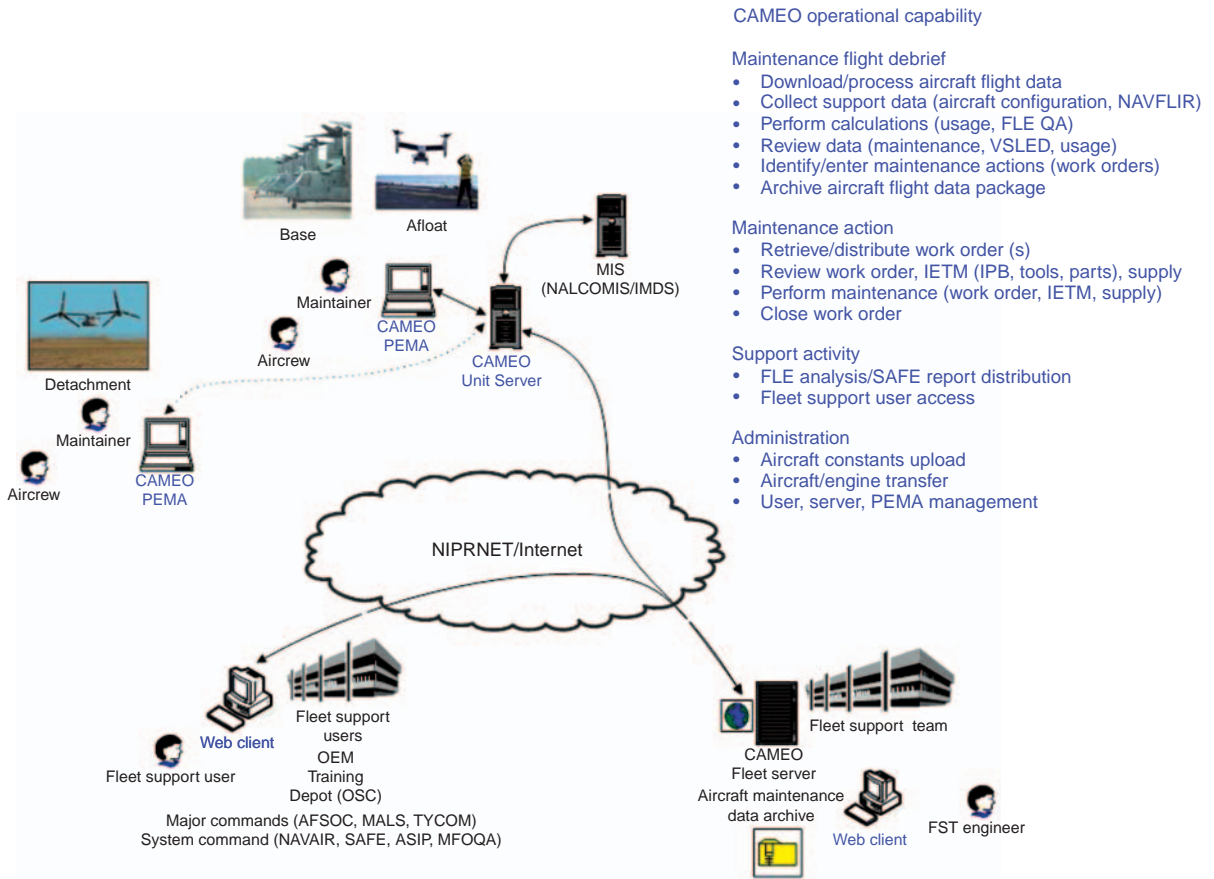 CAMEO operational capability
Maintenance flight debrief
• Download/process aircraft flight data
• Collect support data (aircraft configuration, NAVFLIR)
• Perform calculations (usage, FLE QA)
• Review data (maintenance, VSLED, usage)
• Identify/enter maintenance actions (work orders)
• Archive aircraft flight data package
Maintenance action
• Retrieve/distribute work order (s)
• Review work order, IETM (IPB, tools, parts), supply
• Perform maintenance (work order, IETM, supply)
• Close work order
Support activity
• FLE analysis/SAFE report distribution
• Fleet support user access
Administration
• Aircraft constants upload
• Aircraft/engine transfer
• User, server, PEMA management
Base
Afloat
MIS
(NALCOMIS/IMDS)
Maintainer
CAMEO
PEMA
Aircrew
CAMEO
Unit Server
Detachment
Maintainer
Aircrew
CAMEO
PEMA
NIPRNET/Internet
Web client
Fleet support user
Fleet support
users
OEM
Training
Depot (OSC)
Major commands (AFSOC, MALS, TYCOM)
System command (NAVAIR, SAFE, ASIP, MFOQA)
Fleet support team
CAMEO
Fleet server
Aircraft maintenance
data archive
Web client
FST engineer